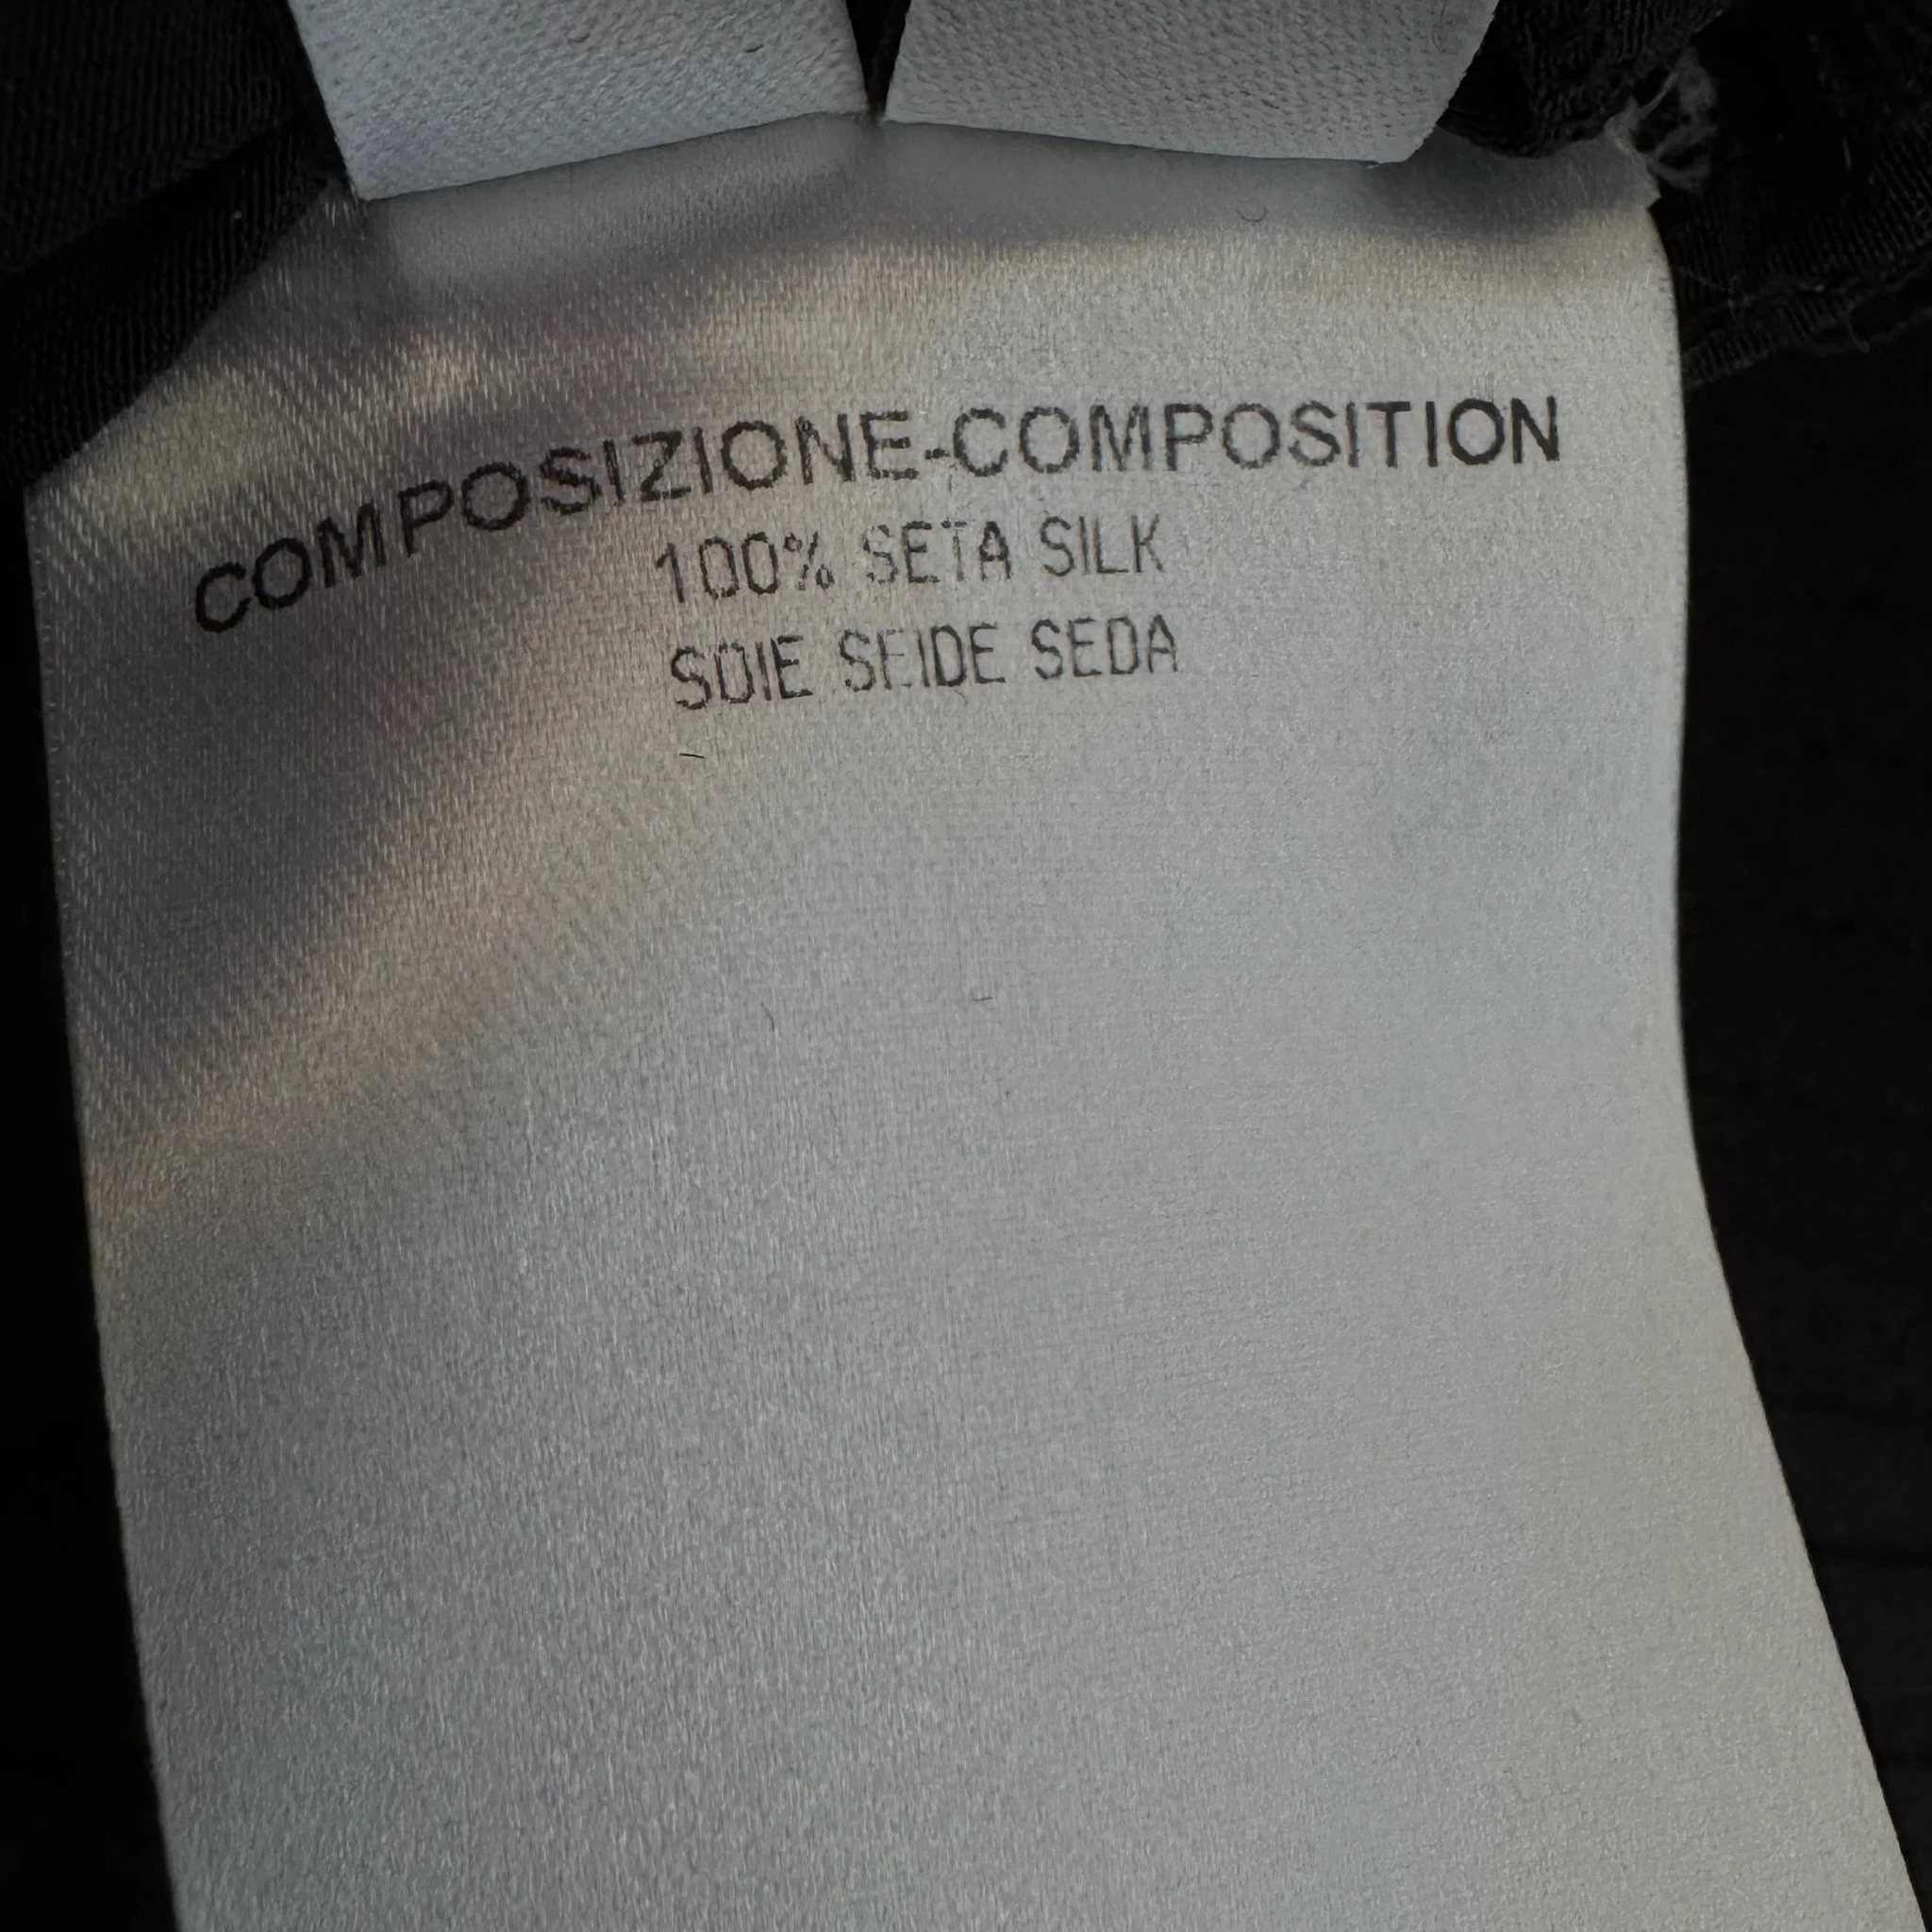 COMPOSIZIONE-COMPOSITION
100% SETA SILK
SOIE SEIDE SEDA